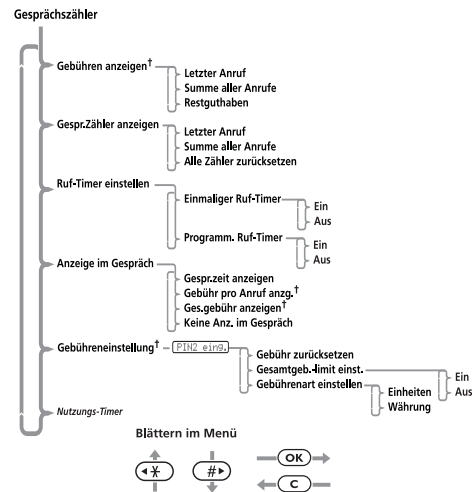 Gesprächszähler
Gebühren anzeigen†
Letzter Anruf
Summe aller Anrufe
Restguthaben
Gespr.Zähler anzeigen
Letzter Anruf
Summe aller Anrufe
Alle Zähler zurücksetzen
Ruf-Timer einstellen
Einmaliger Ruf-Timer
Ein
Aus
Programm. Ruf-Timer
Ein
Aus
Anzeige im Gespräch
Gespr.zeit anzeigen
Gebühr pro Anruf anzg.†
Ges.gebühr anzeigen†
Keine Anz. im Gespräch
Gebühreneinstellung†
PIN2 eing.
Gebühr zurücksetzen
Gesamtgeb.-limit einst.
Ein
Aus
Gebührenart einstellen
Einheiten
Währung
Nutzungs-Timer
Blättern im Menü
* # OK
C